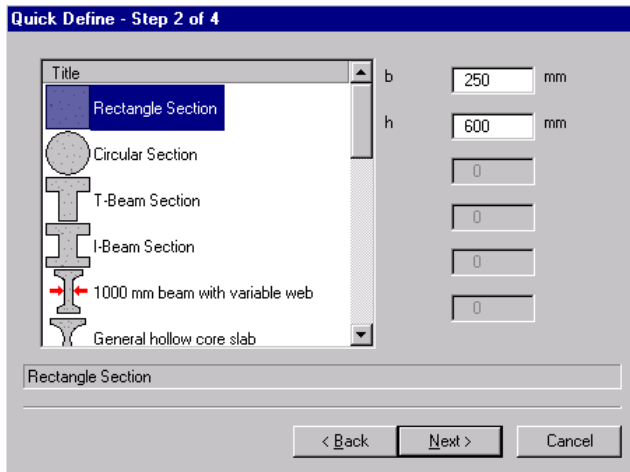 Quick Define - Step 2 of 4
Title
Rectangle Section
Circular Section
T-Beam Section
I-Beam Section
1000 mm beam with variable web
General hollow core slab
b 250 mm
h 600 mm
0
0
0
0
Rectangle Section
< Back Next > Cancel